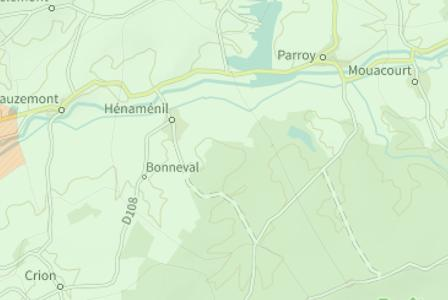 Parroy
Mouacourt
auzemont
Hénaménil
Bonneval
D108
Crion